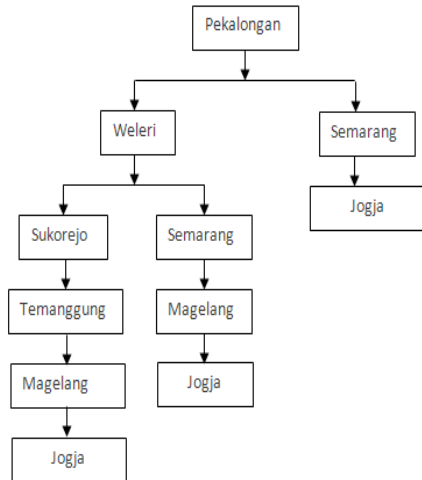 Pekalongan
Weleri
Semarang
Jogja
Sukorejo
Semarang
Temanggung
Magelang
Magelang
Jogja
Jogja